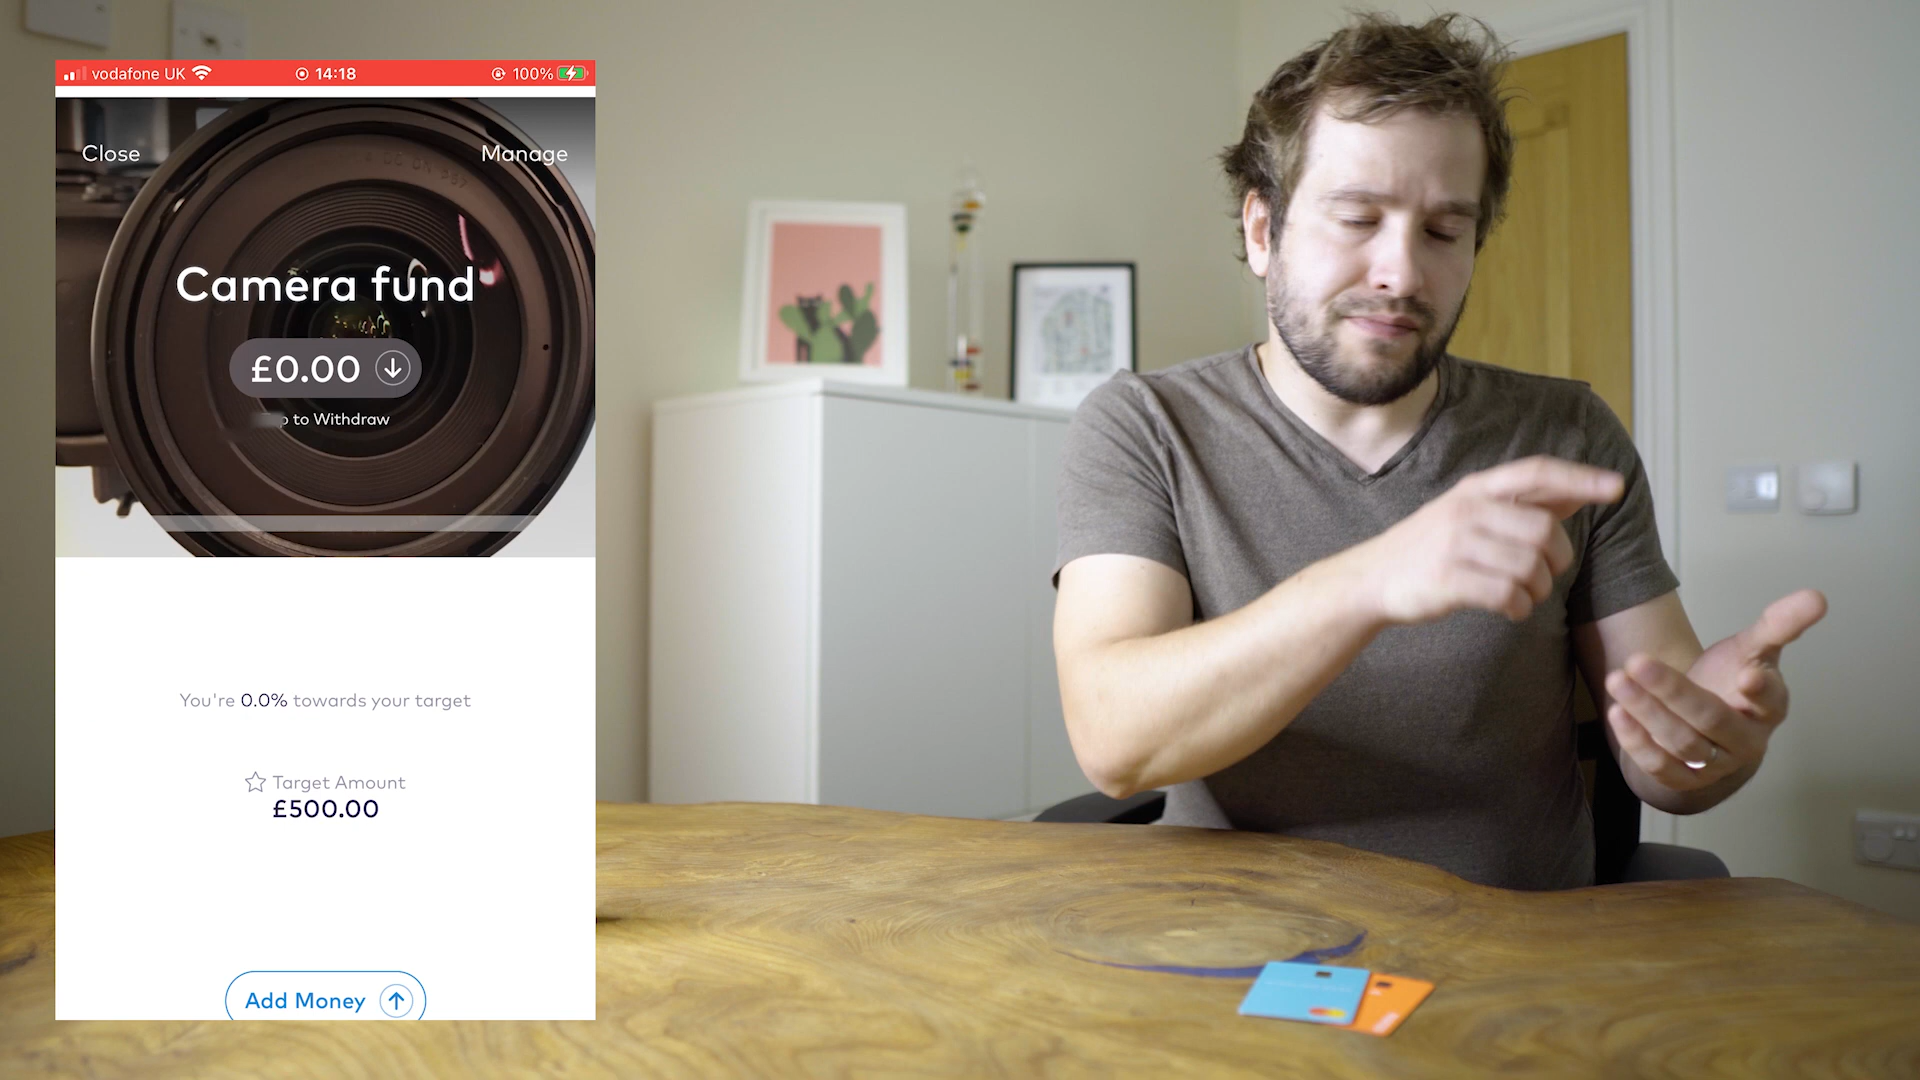 vodafone UK 14:18 100%
Close Manage
Camera fund
£0.00
to Withdraw
You're 0.0% towards your target
Target Amount
£500.00
Add Money